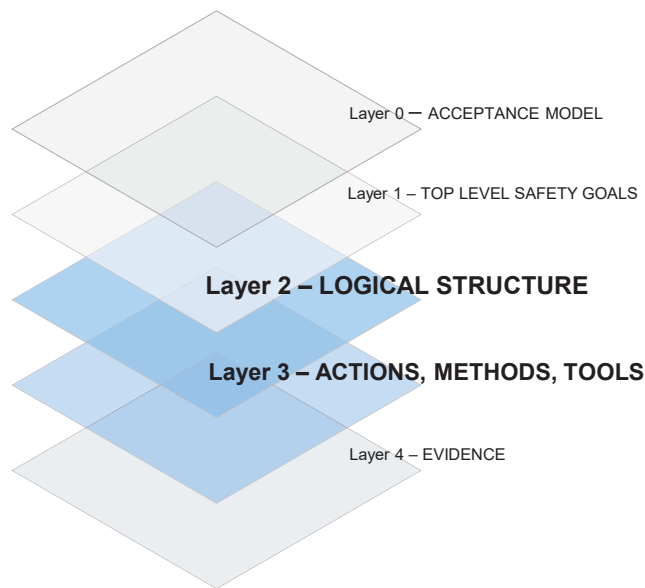 Layer 0 — ACCEPTANCE MODEL
Layer 1 – TOP LEVEL SAFETY GOALS
Layer 2 – LOGICAL STRUCTURE
Layer 3 – ACTIONS, METHODS, TOOLS
Layer 4 – EVIDENCE